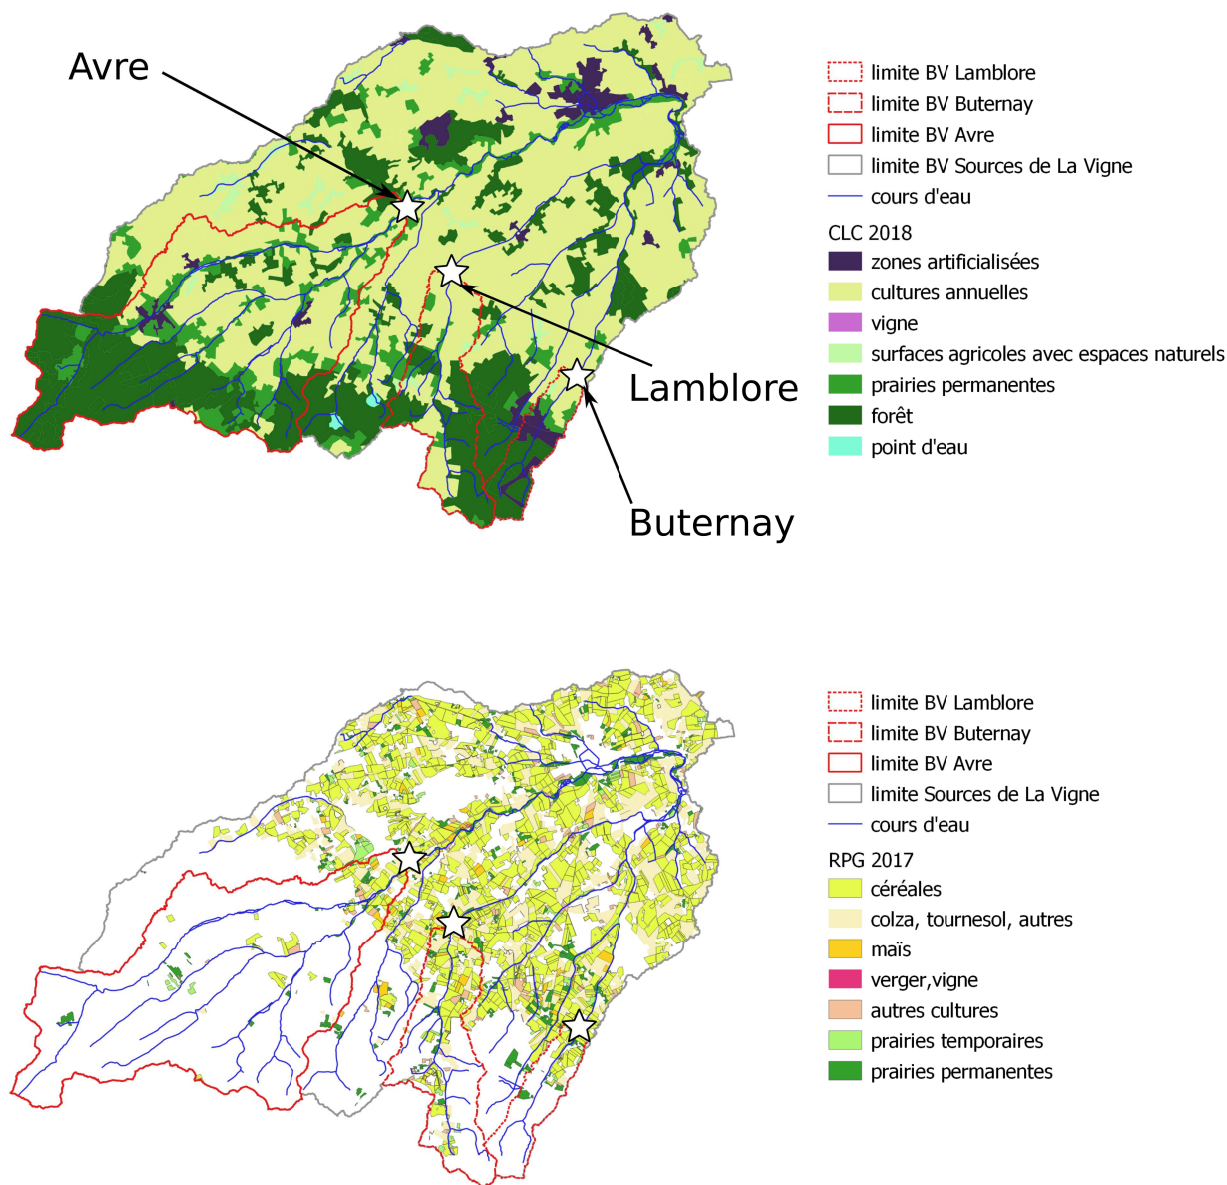 Avre
Lamblore
Buternay
limite BV Lamblore
limite BV Buternay
limite BV Avre
limite BV Sources de La Vigne
cours d'eau
CLC 2018
zones artificialisées
cultures annuelles
vigne
surfaces agricoles avec espaces naturels
prairies permanentes
forêt
point d'eau
limite BV Lamblore
limite BV Buternay
limite BV Avre
limite Sources de La Vigne
cours d'eau
RPG 2017
céréales
colza, tournesol, autres
maïs
verger,vigne
autres cultures
prairies temporaires
prairies permanentes